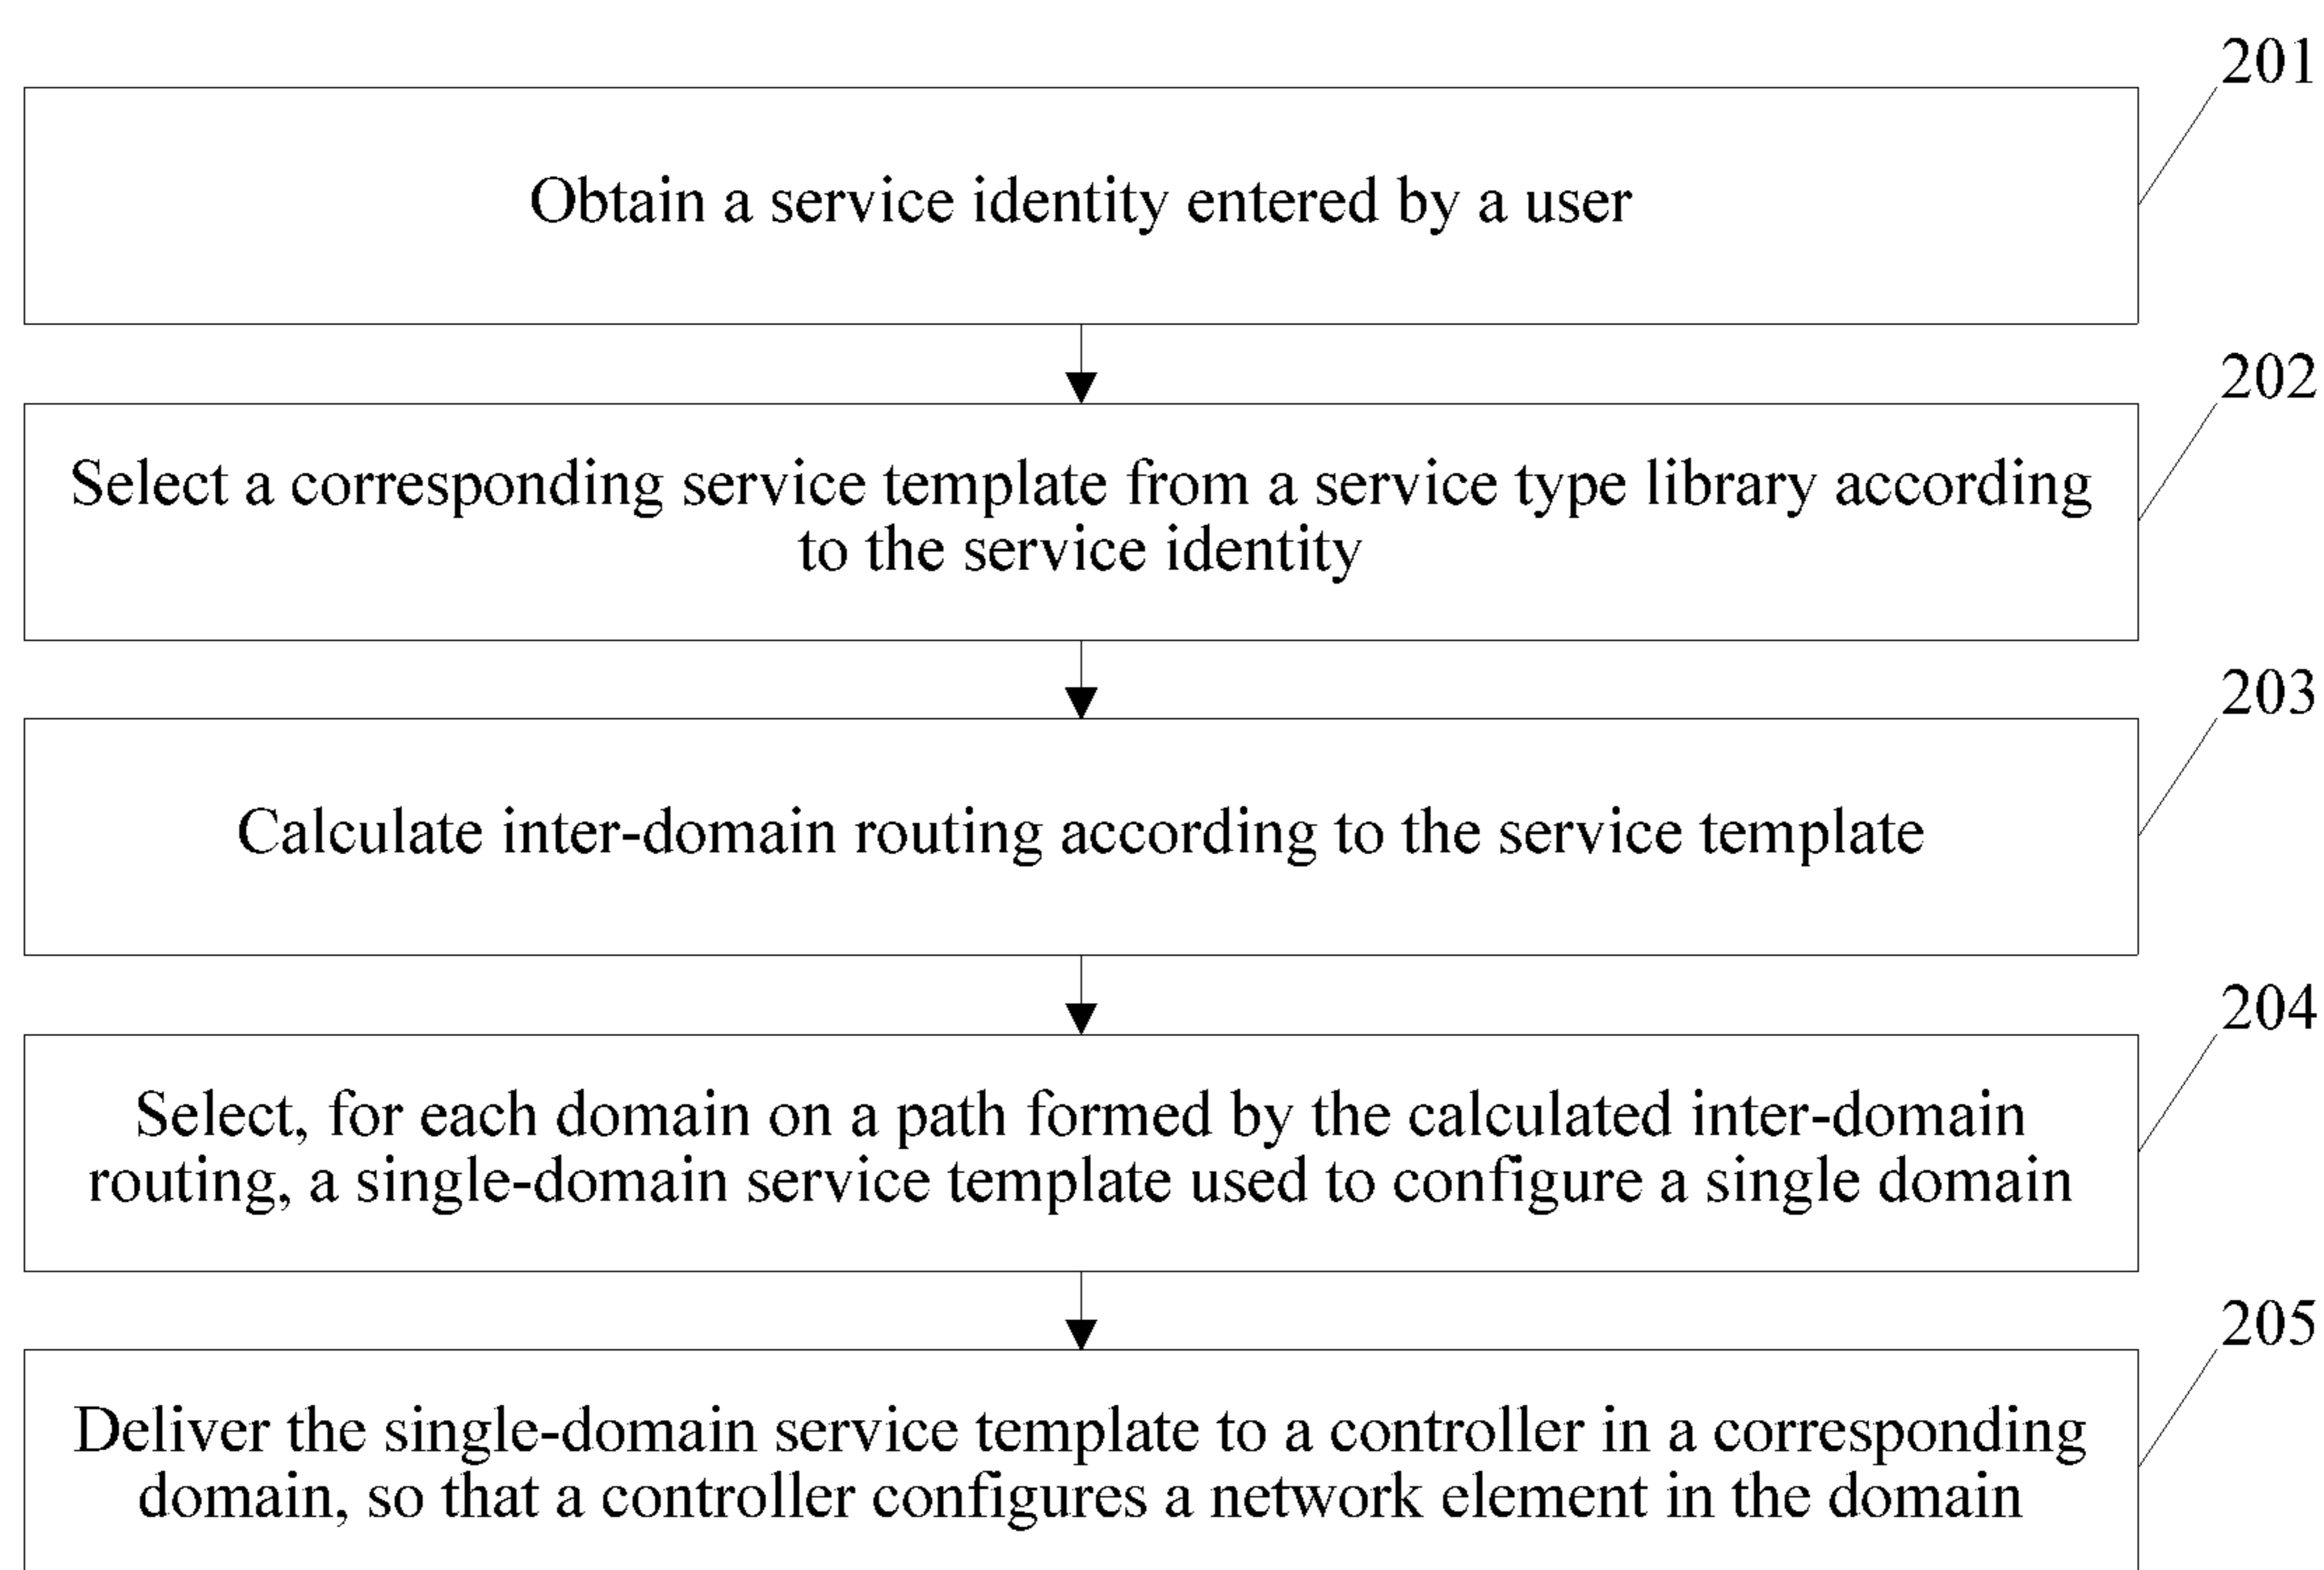 201
Obtain a service identity entered by a user
202
Select a corresponding service template from a service type library according
to the service identity
203
Calculate inter-domain routing according to the service template
204
Select, for each domain on a path formed by the calculated inter-domain
routing, a single-domain service template used to configure a single domain
205
Deliver the single-domain service template to a controller in a corresponding
domain, so that a controller configures a network element in the domain